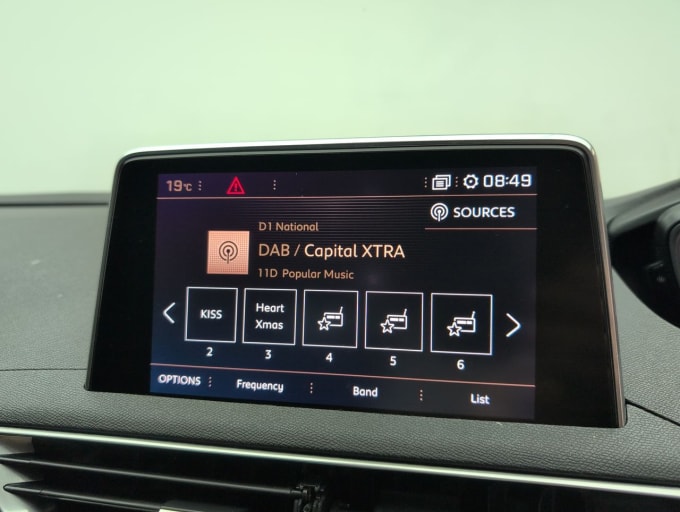 19°C 08:49
SOURCES
D1 National
DAB / Capital XTRA
11D Popular Music
KISS
Heart
Xmas
2 3 4 5 6
OPTIONS Frequency Band List